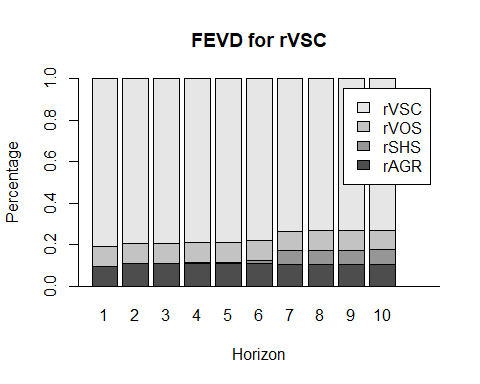 FEVD for rVSC
Percentage
1.0
0.8
0.6
0.4
0.2
0.0
rVSC
rVOS
rSHS
rAGR
1 2 3 4 5 6 7 8 9 10
Horizon